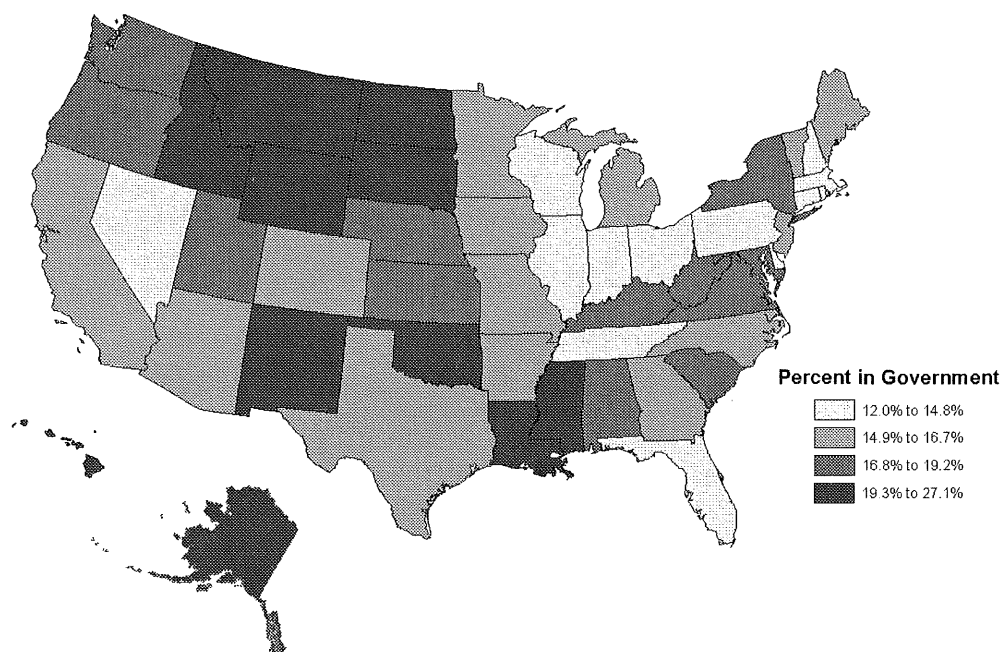 Percent in Government
12.0% to 14.8%
14.9% to 16.7%
16.8% to 19.2%
19.3% to 27.1%